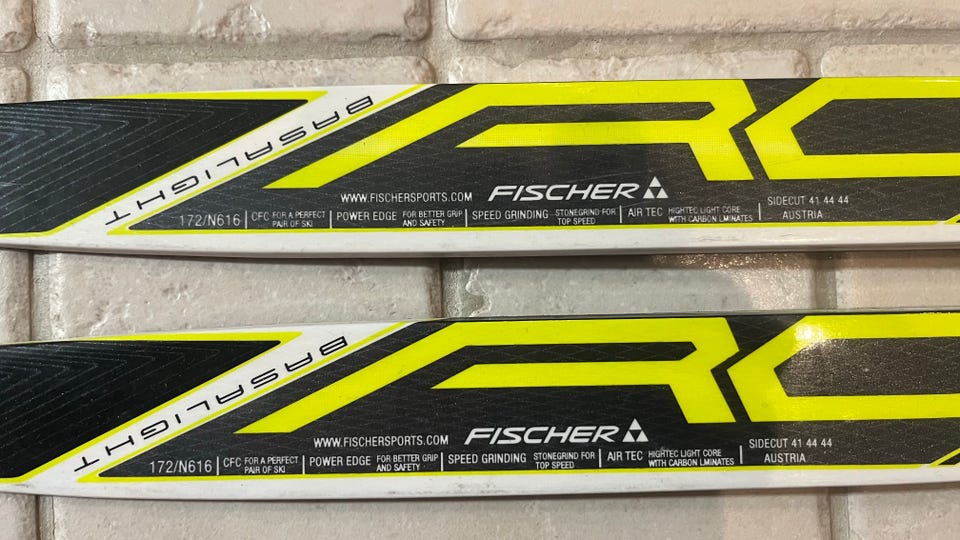 BASALIGHT
RC
WWW.FISCHERSPORTS.COM FISCHER
172/N616 CFC FOR A PERFECT PAIR OF SKI POWER EDGE FOR BETTER GRIP AND SAFETY SPEED GRINDING STONEGRIND FOR TOP SPEED AIR TEC HIGHTEC LIGHT CORE WITH CARBON LMINATES SIDECUT 41 44 44 AUSTRIA
BASALIGHT
RC
WWW.FISCHERSPORTS.COM FISCHER
172/N616 CFC FOR A PERFECT PAIR OF SKI POWER EDGE FOR BETTER GRIP AND SAFETY SPEED GRINDING STONEGRIND FOR TOP SPEED AIR TEC HIGHTEC LIGHT CORE WITH CARBON LMINATES SIDECUT 41 44 44 AUSTRIA